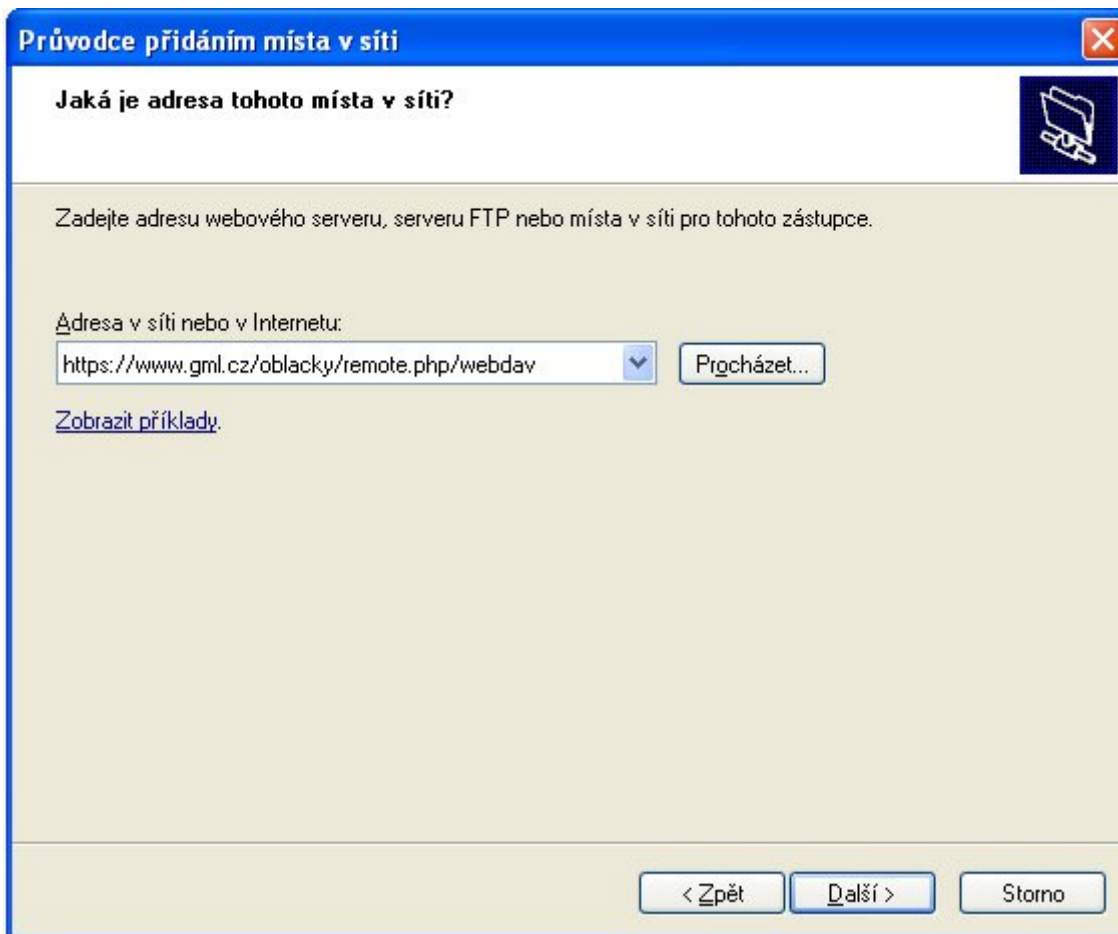 Průvodce přidáním místa v síti
Jaká je adresa tohoto místa v síti?
Zadejte adresu webového serveru, serveru FTP nebo místa v síti pro tohoto zástupce.
Adresa v síti nebo v Internetu:
https://www.gml.cz/oblacky/remote.php/webdav
Procházet...
Zobrazit příklady.
< Zpět
Další >
Storno